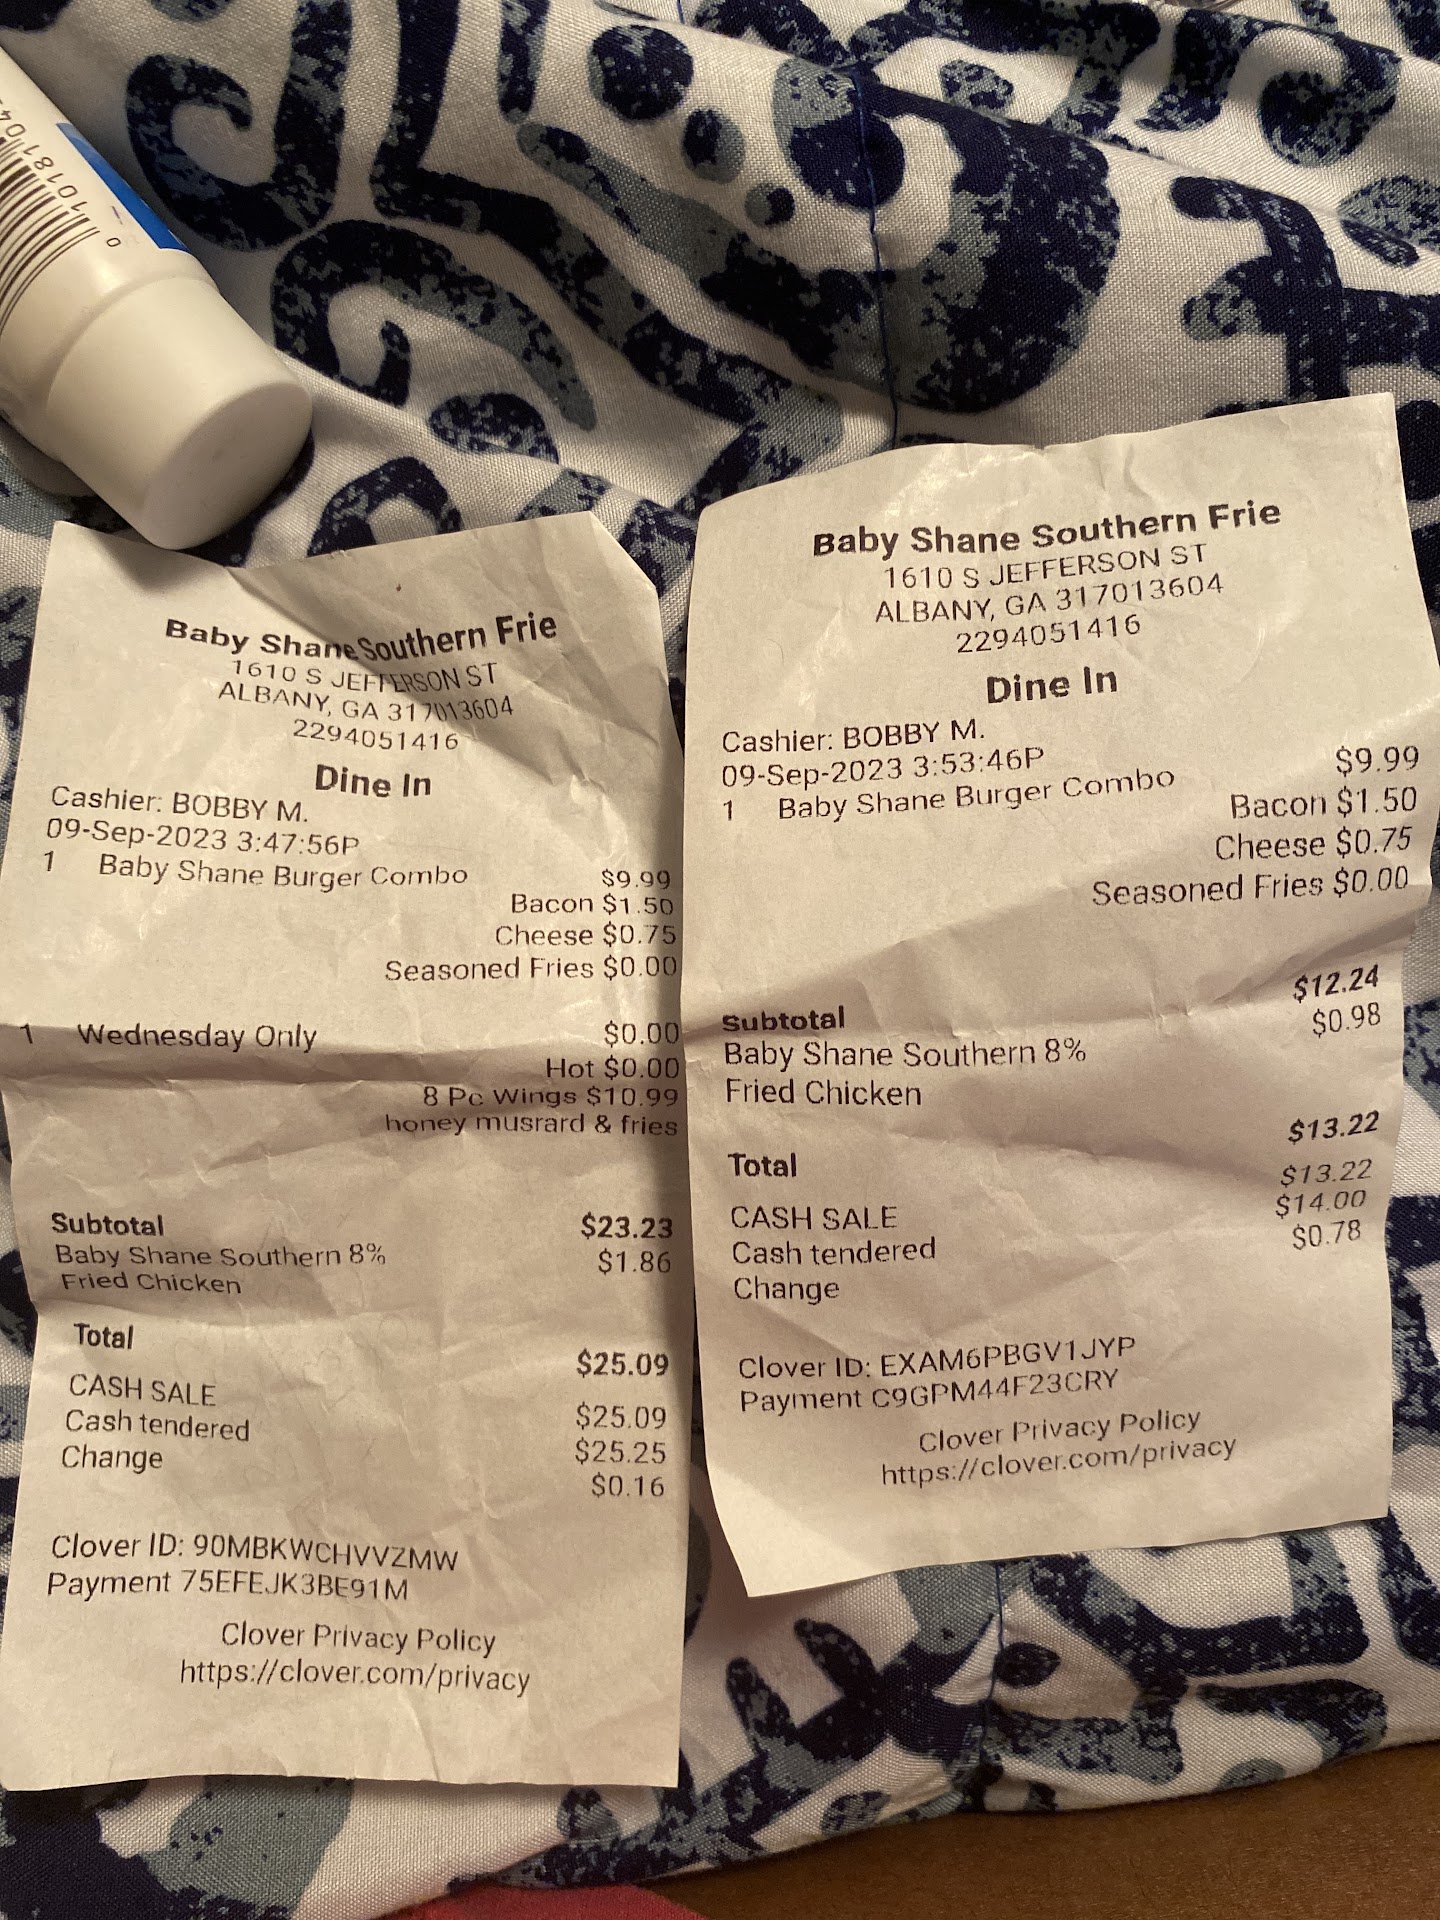 10181
0
Baby Shane Southern Frie
1610 S JEFFERSON ST
ALBANY, GA 317013604
2294051416
Dine In
Cashier: BOBBY M.
09-Sep-2023 3:47:56P
1 Baby Shane Burger Combo $9.99
Bacon $1.50
Cheese $0.75
Seasoned Fries $0.00
1 Wednesday Only $0.00
Hot $0.00
8 Pc Wings $10.99
honey musrard & fries
Subtotal $23.23
Baby Shane Southern 8% $1.86
Fried Chicken
Total $25.09
CASH SALE $25.09
Cash tendered $25.25
Change $0.16
Clover ID: 90MBKWCHVVZMW
Payment 75EFEJK3BE91M
Clover Privacy Policy
https://clover.com/privacy
Baby Shane Southern Frie
1610 S JEFFERSON ST
ALBANY, GA 317013604
2294051416
Dine In
Cashier: BOBBY M.
09-Sep-2023 3:53:46P
1 Baby Shane Burger Combo $9.99
Bacon $1.50
Cheese $0.75
Seasoned Fries $0.00
Subtotal $12.24
Baby Shane Southern 8% $0.98
Fried Chicken
Total $13.22
CASH SALE $13.22
Cash tendered $14.00
Change $0.78
Clover ID: EXAM6PBGV1JYP
Payment C9GPM44F23CRY
Clover Privacy Policy
https://clover.com/privacy